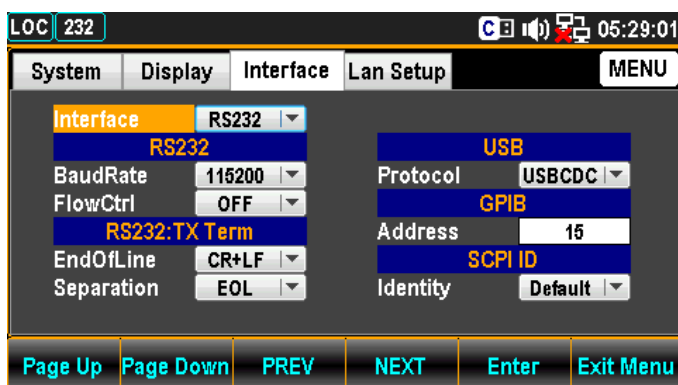 LOC 232 C 05:29:01
System Display Interface Lan Setup MENU
Interface RS232
RS232 USB
BaudRate 115200 Protocol USBCDC
FlowCtrl OFF GPIB
RS232:TX Term Address 15
EndOfLine CR+LF SCPI ID
Separation EOL Identity Default
Page Up Page Down PREV NEXT Enter Exit Menu